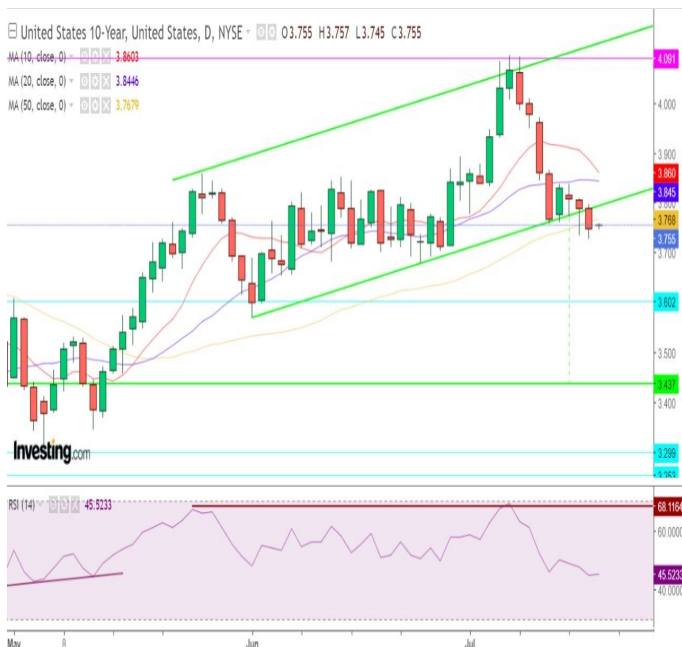 United States 10-Year, United States, D, NYSE O3.755 H3.757 L3.745 C3.755
MA (10, close, 0) 3.8603
MA (20, close, 0) 3.8446
MA (50, close, 0) 3.7679
4.091
4.000
3.900
3.860
3.845
3.800
3.768
3.755
3.700
3.602
3.500
3.437
3.400
3.299
3.253
Investing.com
RSI (14) 45.5233
68.1164
60.0000
45.5233
40.0000
May 8 Jun Jul